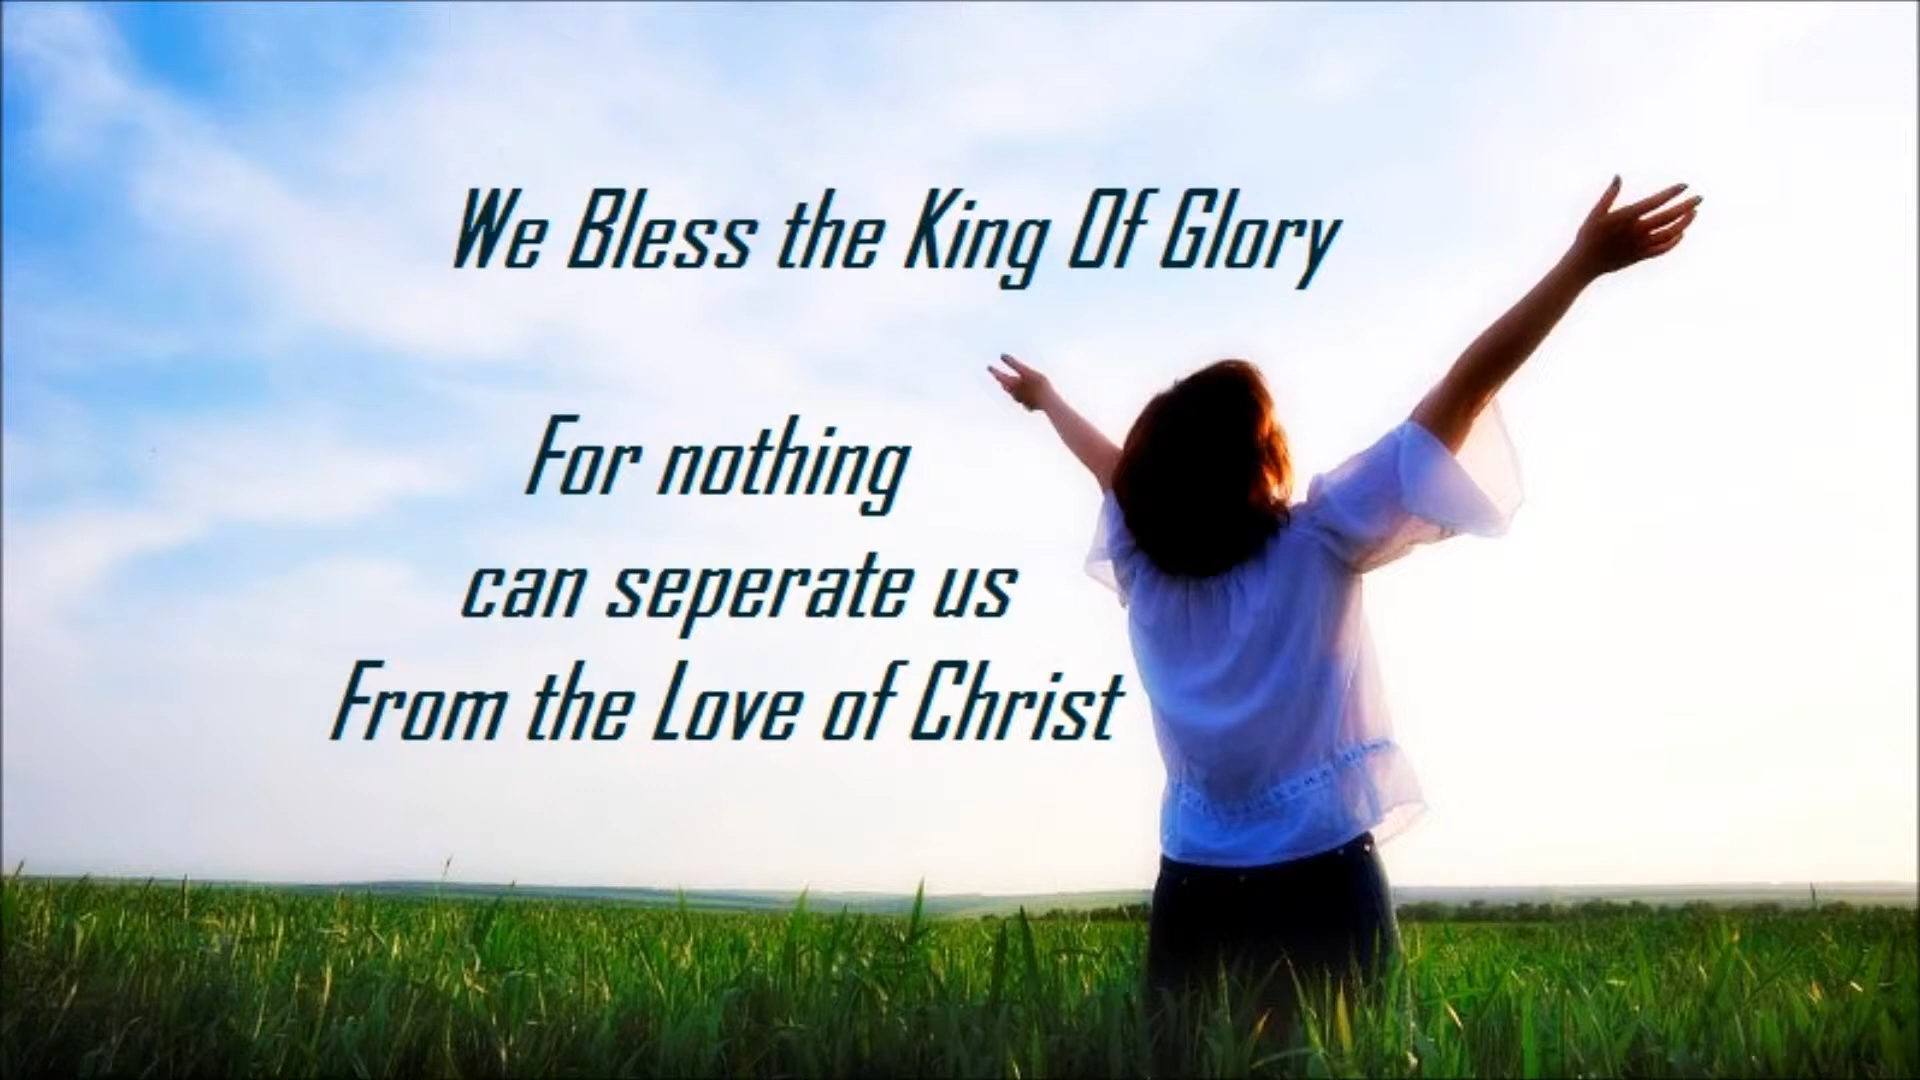 We Bless the King Of Glory
For nothing
can seperate us
From the Love of Christ